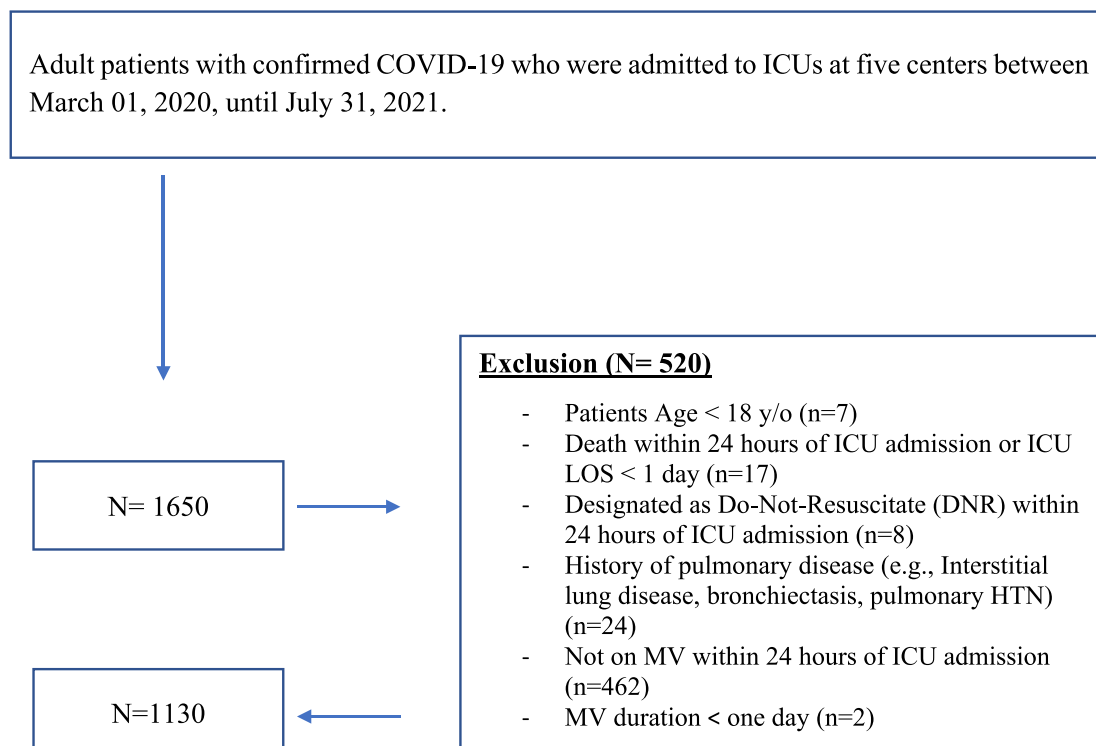 Adult patients with confirmed COVID-19 who were admitted to ICUs at five centers between
March 01, 2020, until July 31, 2021.
Exclusion (N= 520)
- Patients Age < 18 y/o (n=7)
- Death within 24 hours of ICU admission or ICU
LOS < 1 day (n=17)
- Designated as Do-Not-Resuscitate (DNR) within
24 hours of ICU admission (n=8)
- History of pulmonary disease (e.g., Interstitial
lung disease, bronchiectasis, pulmonary HTN)
(n=24)
- Not on MV within 24 hours of ICU admission
(n=462)
- MV duration < one day (n=2)
N= 1650
N=1130